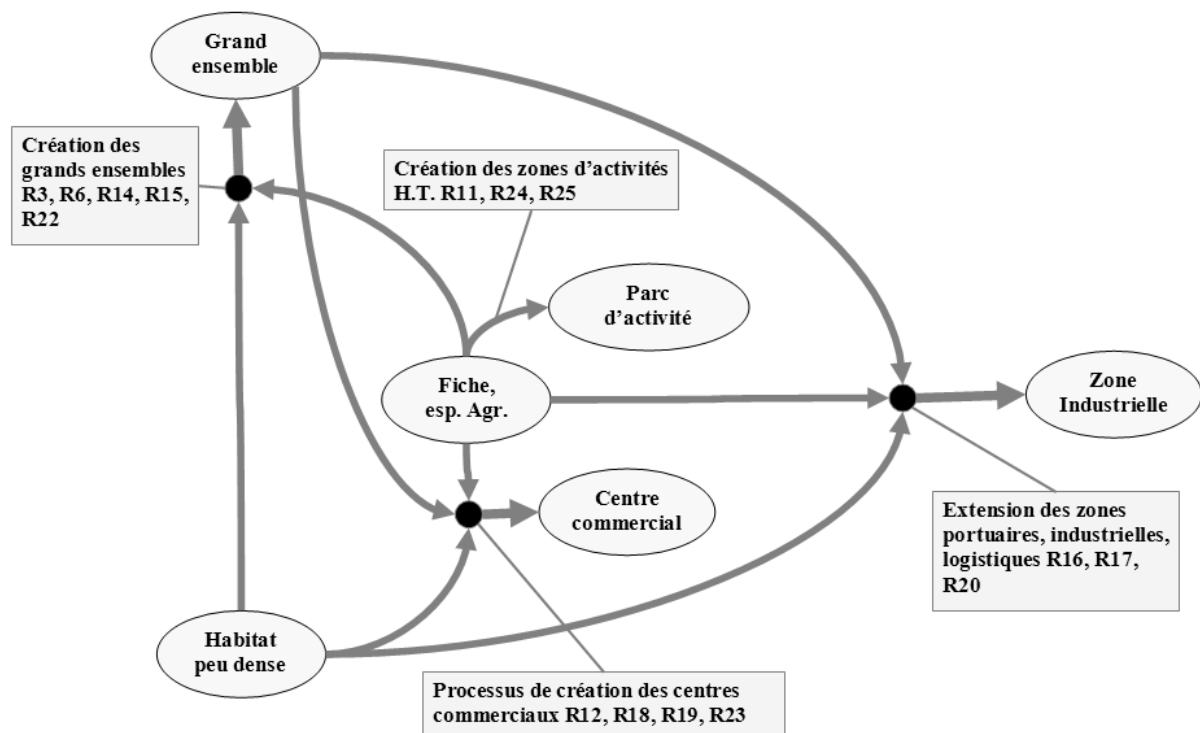 Grand
ensemble
Création des
grands ensembles
R3, R6, R14, R15,
R22
Création des zones d’activités
H.T. R11, R24, R25
Parc
d’activité
Fiche,
esp. Agr.
Zone
Industrielle
Centre
commercial
Extension des zones
portuaires, industrielles,
logistiques R16, R17,
R20
Habitat
peu dense
Processus de création des centres
commerciaux R12, R18, R19, R23